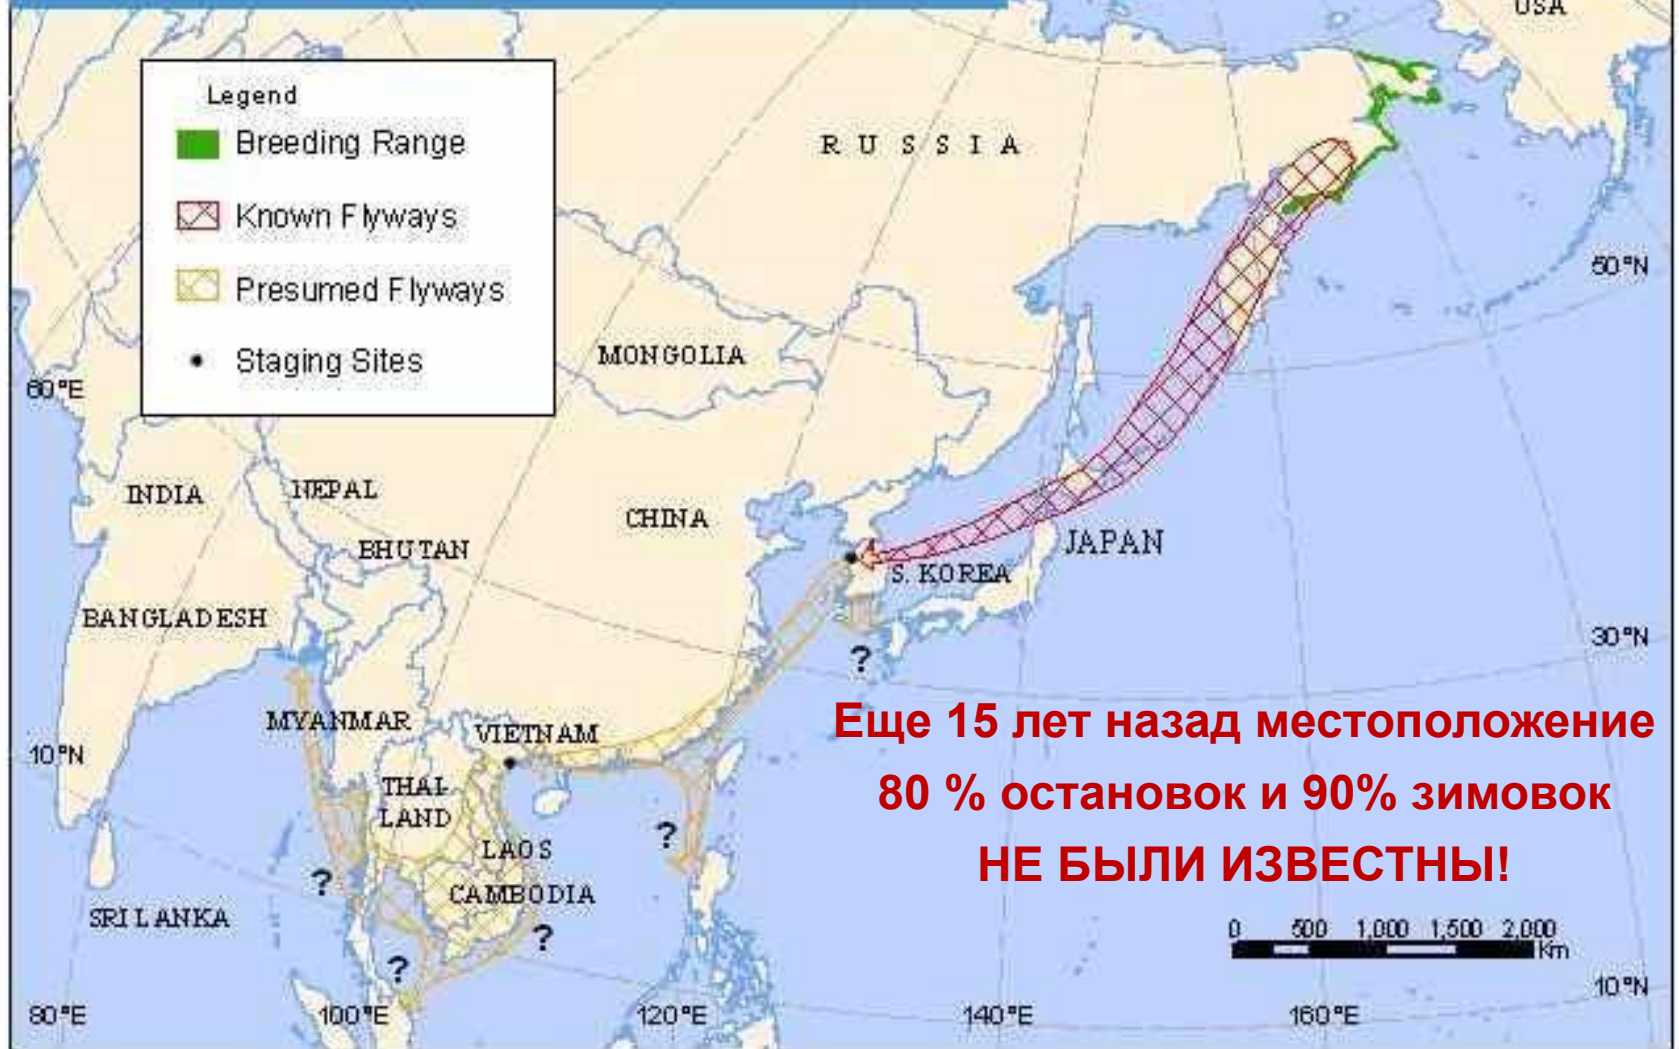 USA
Legend
Breeding Range
Known Flyways
Presumed Flyways
Staging Sites
RUSSIA
50°N
MONGOLIA
60°E
INDIA
NEPAL
CHINA
BHUTAN
JAPAN
S. KOREA
BANGLADESH
30°N
?
MYANMAR
VIETNAM
10°N
THAI-
LAND
Еще 15 лет назад местоположение
80 % остановок и 90% зимовок
НЕ БЫЛИ ИЗВЕСТНЫ!
?
LAOS
?
CAMBODIA
SRI LANKA
?
?
0 500 1,000 1,500 2,000
Km
10°N
80°E
100°E
120°E
140°E
160°E